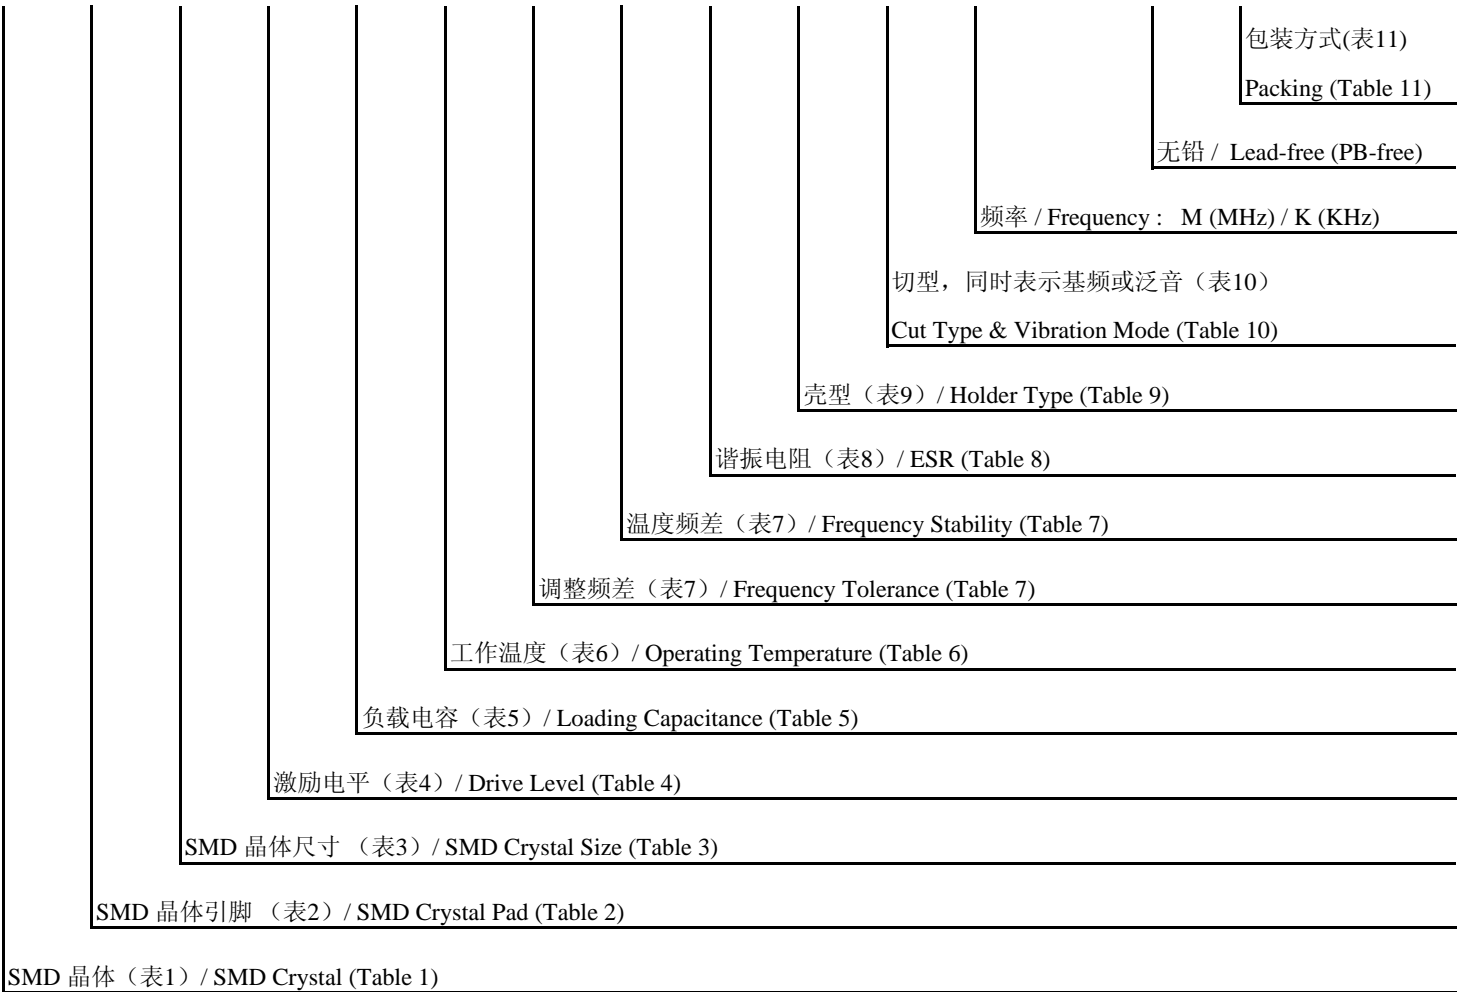 包装方式(表11)
Packing (Table 11)
无铅 / Lead-free (PB-free)
频率 / Frequency : M (MHz) / K (KHz)
切型，同时表示基频或泛音（表10）
Cut Type & Vibration Mode (Table 10)
壳型（表9）/ Holder Type (Table 9)
谐振电阻（表8）/ ESR (Table 8)
温度频差（表7）/ Frequency Stability (Table 7)
调整频差（表7）/ Frequency Tolerance (Table 7)
工作温度（表6）/ Operating Temperature (Table 6)
负载电容（表5）/ Loading Capacitance (Table 5)
激励电平（表4）/ Drive Level (Table 4)
SMD 晶体尺寸 （表3）/ SMD Crystal Size (Table 3)
SMD 晶体引脚 （表2）/ SMD Crystal Pad (Table 2)
SMD 晶体（表1）/ SMD Crystal (Table 1)